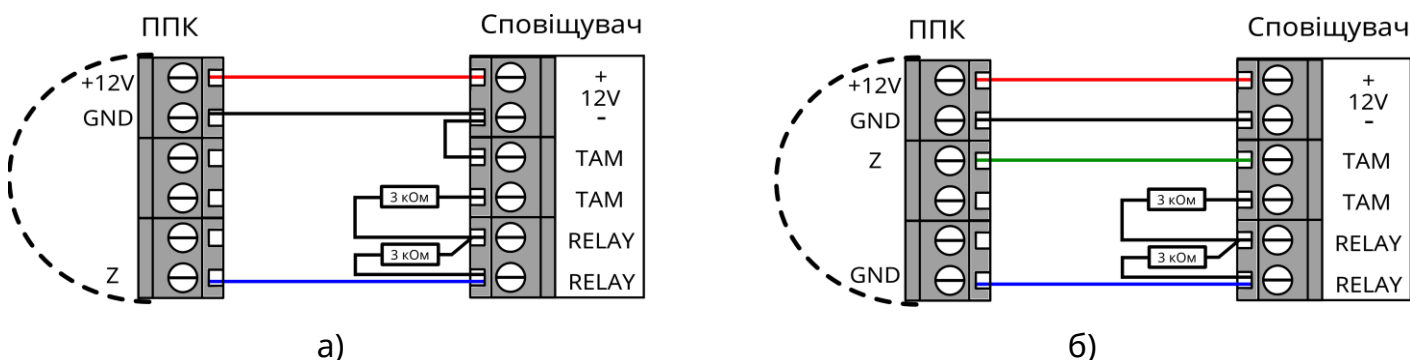 ППК
Сповіщувач
+12V
GND
Z
+
12V
-
TAM
TAM
RELAY
RELAY
3 кОм
3 кОм
а)
ППК
Сповіщувач
+12V
GND
Z
GND
+
12V
-
TAM
TAM
RELAY
RELAY
3 кОм
3 кОм
б)